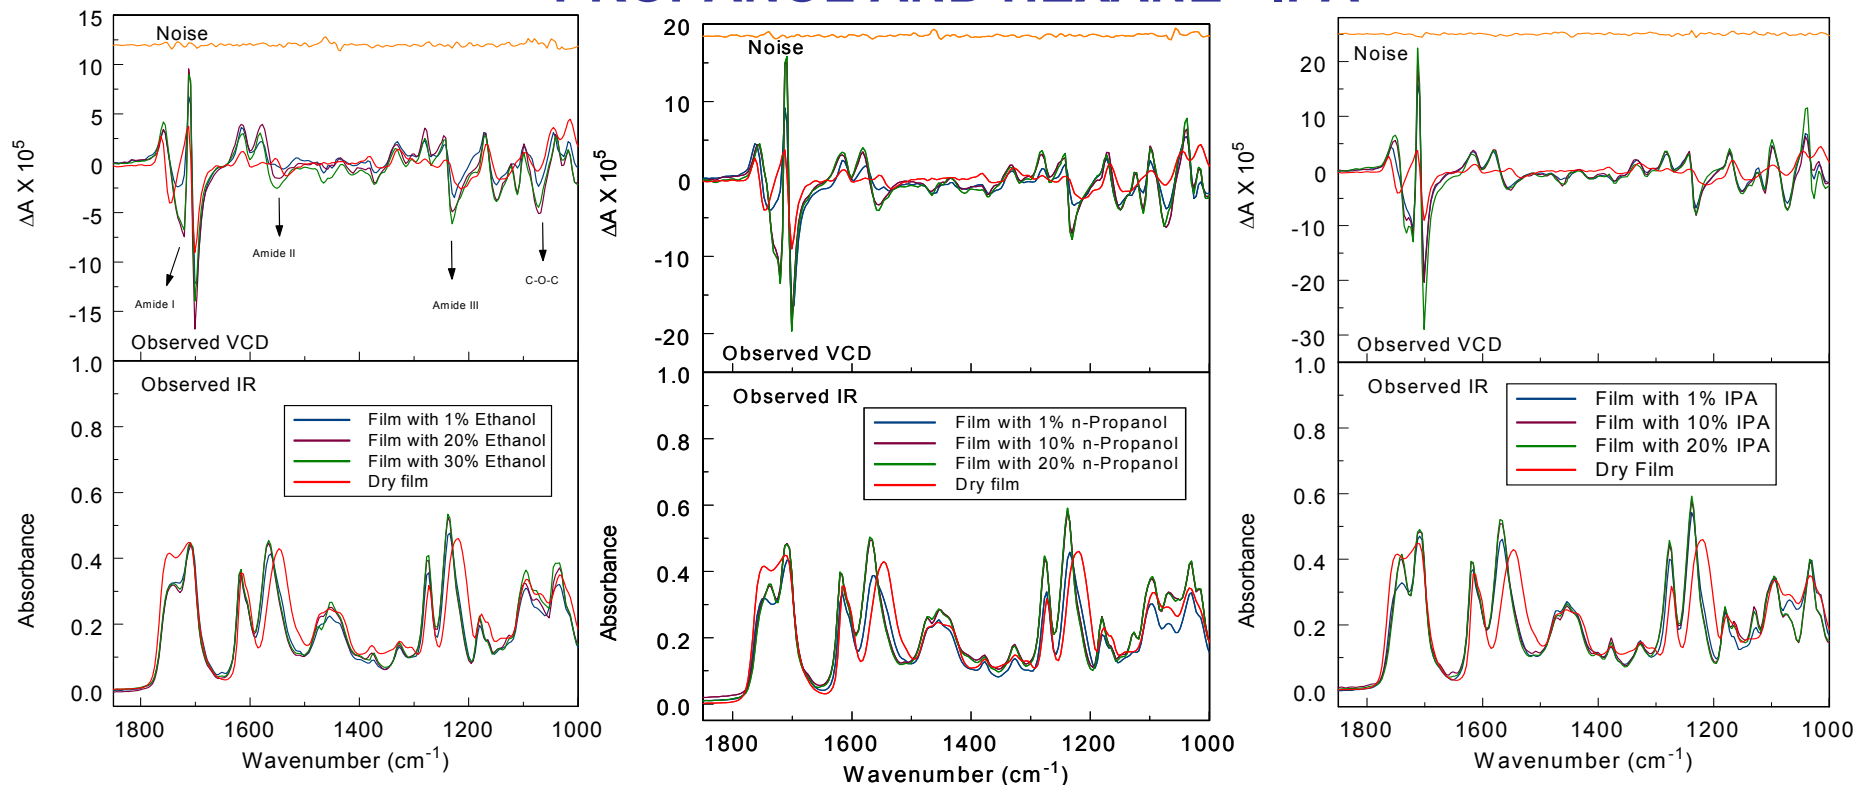 PROPANOL AND HEXANE - IPA
15
10
5
0
-5
-10
-15
ΔA X 10⁵
Noise
Amide I
Amide II
Amide III
C-O-C
Observed VCD
1.0
0.8
0.6
0.4
0.2
0.0
Absorbance
Observed IR
Film with 1% Ethanol
Film with 20% Ethanol
Film with 30% Ethanol
Dry film
1800 1600 1400 1200 1000
Wavenumber (cm⁻¹)
20
10
0
-10
-20
ΔA X 10⁵
Noise
Observed VCD
1.0
0.8
0.6
0.4
0.2
0.0
Absorbance
Observed IR
Film with 1% n-Propanol
Film with 10% n-Propanol
Film with 20% n-Propanol
Dry film
1800 1600 1400 1200 1000
Wavenumber (cm⁻¹)
20
10
0
-10
-20
-30
ΔA X 10⁵
Noise
Observed VCD
1.0
0.8
0.6
0.4
0.2
0.0
Absorbance
Observed IR
Film with 1% IPA
Film with 10% IPA
Film with 20% IPA
Dry Film
1800 1600 1400 1200 1000
Wavenumber (cm⁻¹)